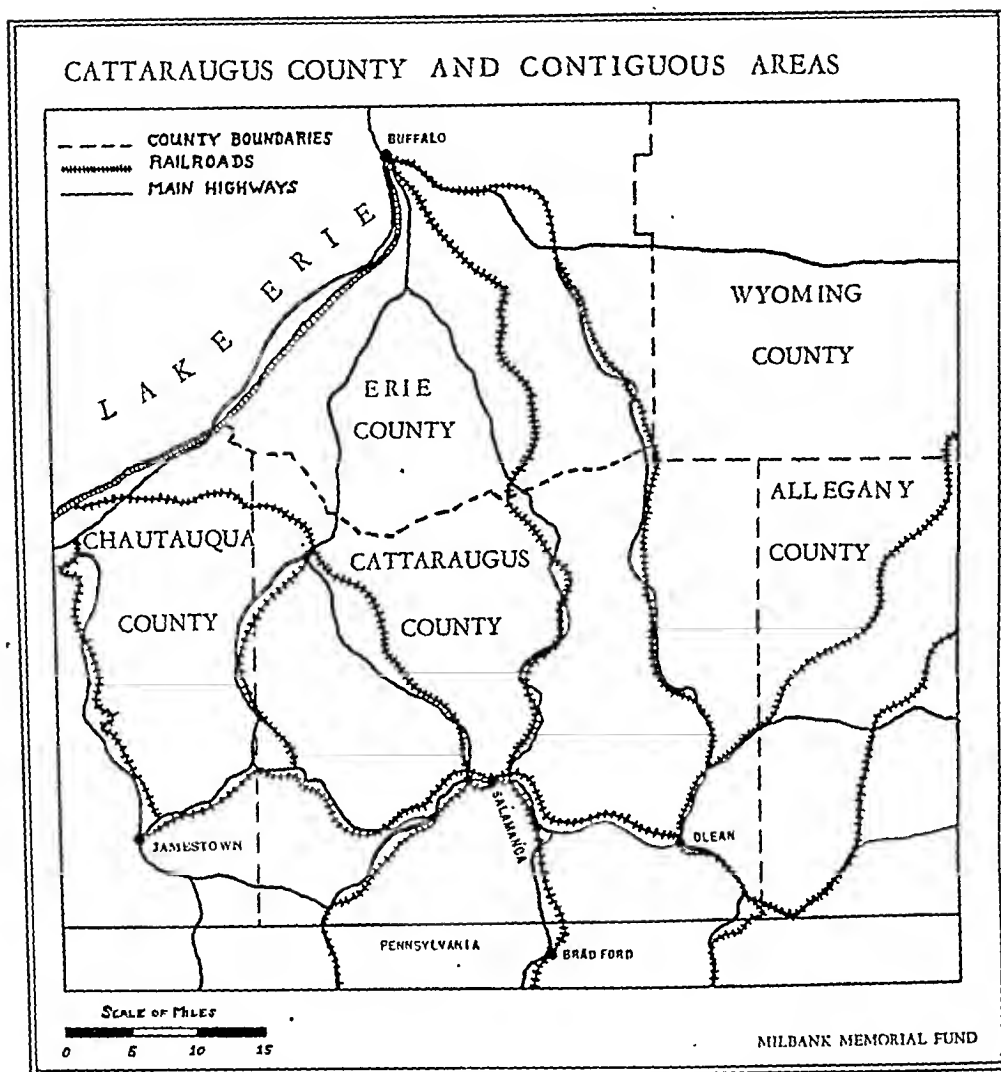 CATTARAUGUS COUNTY AND CONTIGUOUS AREAS
COUNTY BOUNDARIES
RAILROADS
MAIN HIGHWAYS
BUFFALO
LAKE ERIE
WYOMING
COUNTY
ERIE
COUNTY
ALLEGANY
COUNTY
CHAUTAUQUA
COUNTY
CATTARAUGUS
COUNTY
SALAMANCA
JAMESTOWN
OLEAN
PENNSYLVANIA
BRADFORD
SCALE OF MILES
0 5 10 15
MILBANK MEMORIAL FUND